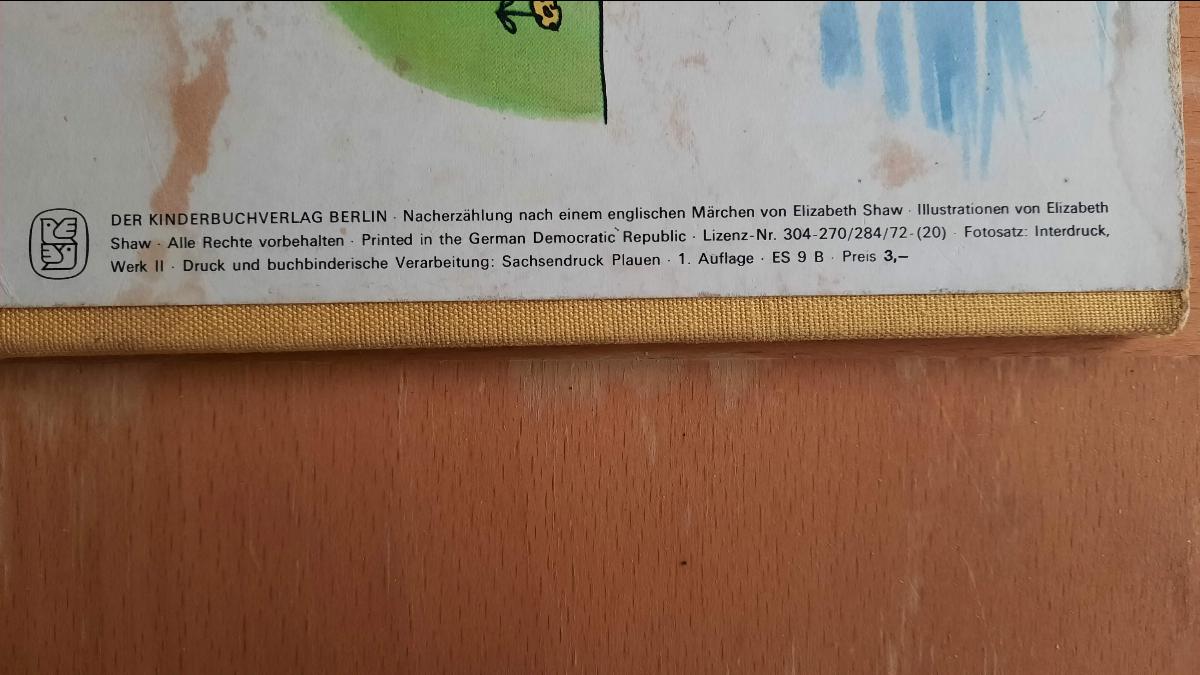 DER KINDERBUCHVERLAG BERLIN · Nacherzählung nach einem englischen Märchen von Elizabeth Shaw · Illustrationen von Elizabeth
Shaw · Alle Rechte vorbehalten · Printed in the German Democratic Republic · Lizenz-Nr. 304-270/284/72-(20) · Fotosatz: Interdruck,
Werk II · Druck und buchbinderische Verarbeitung: Sachsendruck Plauen · 1. Auflage · ES 9 B · Preis 3,–